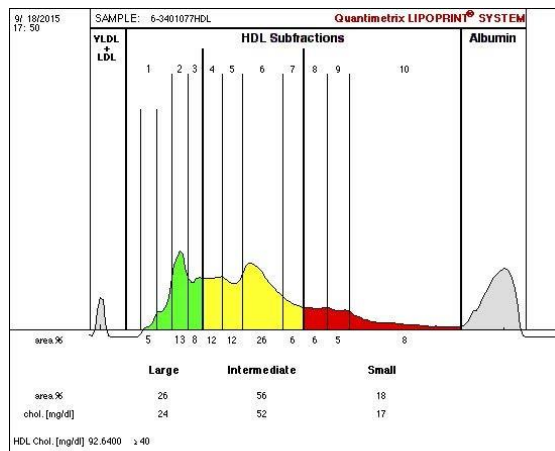 9/ 18/2015 SAMPLE: 6-3401077HDL Quantimetrix LIPOPRINT® SYSTEM
17: 50
VLDL + LDL HDL Subfractions Albumin
1 2 3 4 5 6 7 8 9 10
area.% 5 13 8 12 12 26 6 6 5 8
Large Intermediate Small
area.% 26 56 18
chol. [mg/dl] 24 52 17
HDL Chol. [mg/dl] 92.6400 ≥ 40